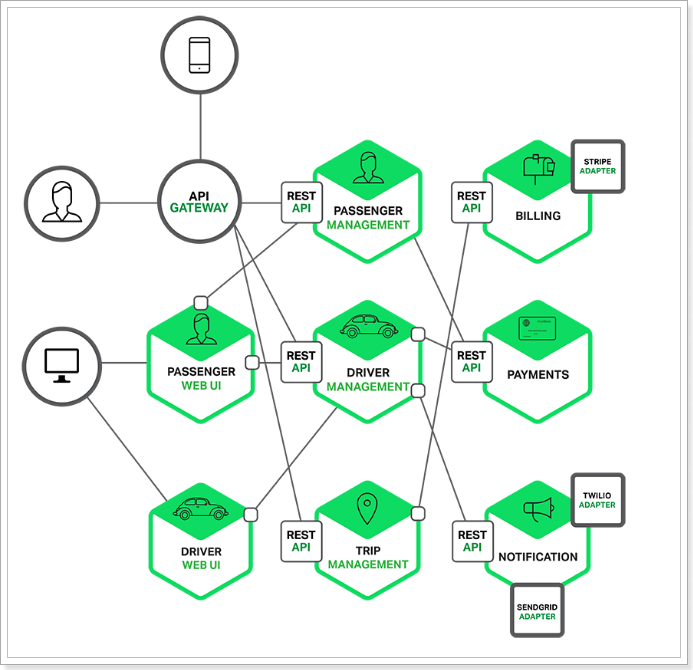 API
GATEWAY
REST
API
PASSENGER
MANAGEMENT
REST
API
BILLING
STRIPE
ADAPTER
PASSENGER
WEB UI
REST
API
DRIVER
MANAGEMENT
REST
API
PAYMENTS
DRIVER
WEB UI
REST
API
TRIP
MANAGEMENT
REST
API
NOTIFICATION
TWILIO
ADAPTER
SENDGRID
ADAPTER